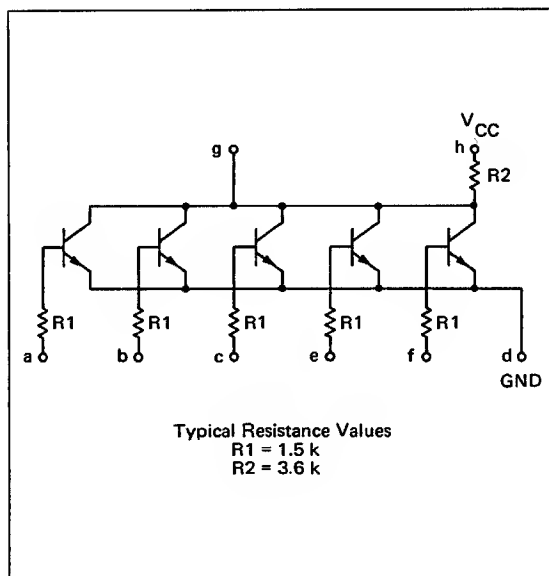 V
CC
g
h
R2
R1
R1
R1
R1
R1
a
b
c
e
f
d
GND
Typical Resistance Values
R1 = 1.5 k
R2 = 3.6 k